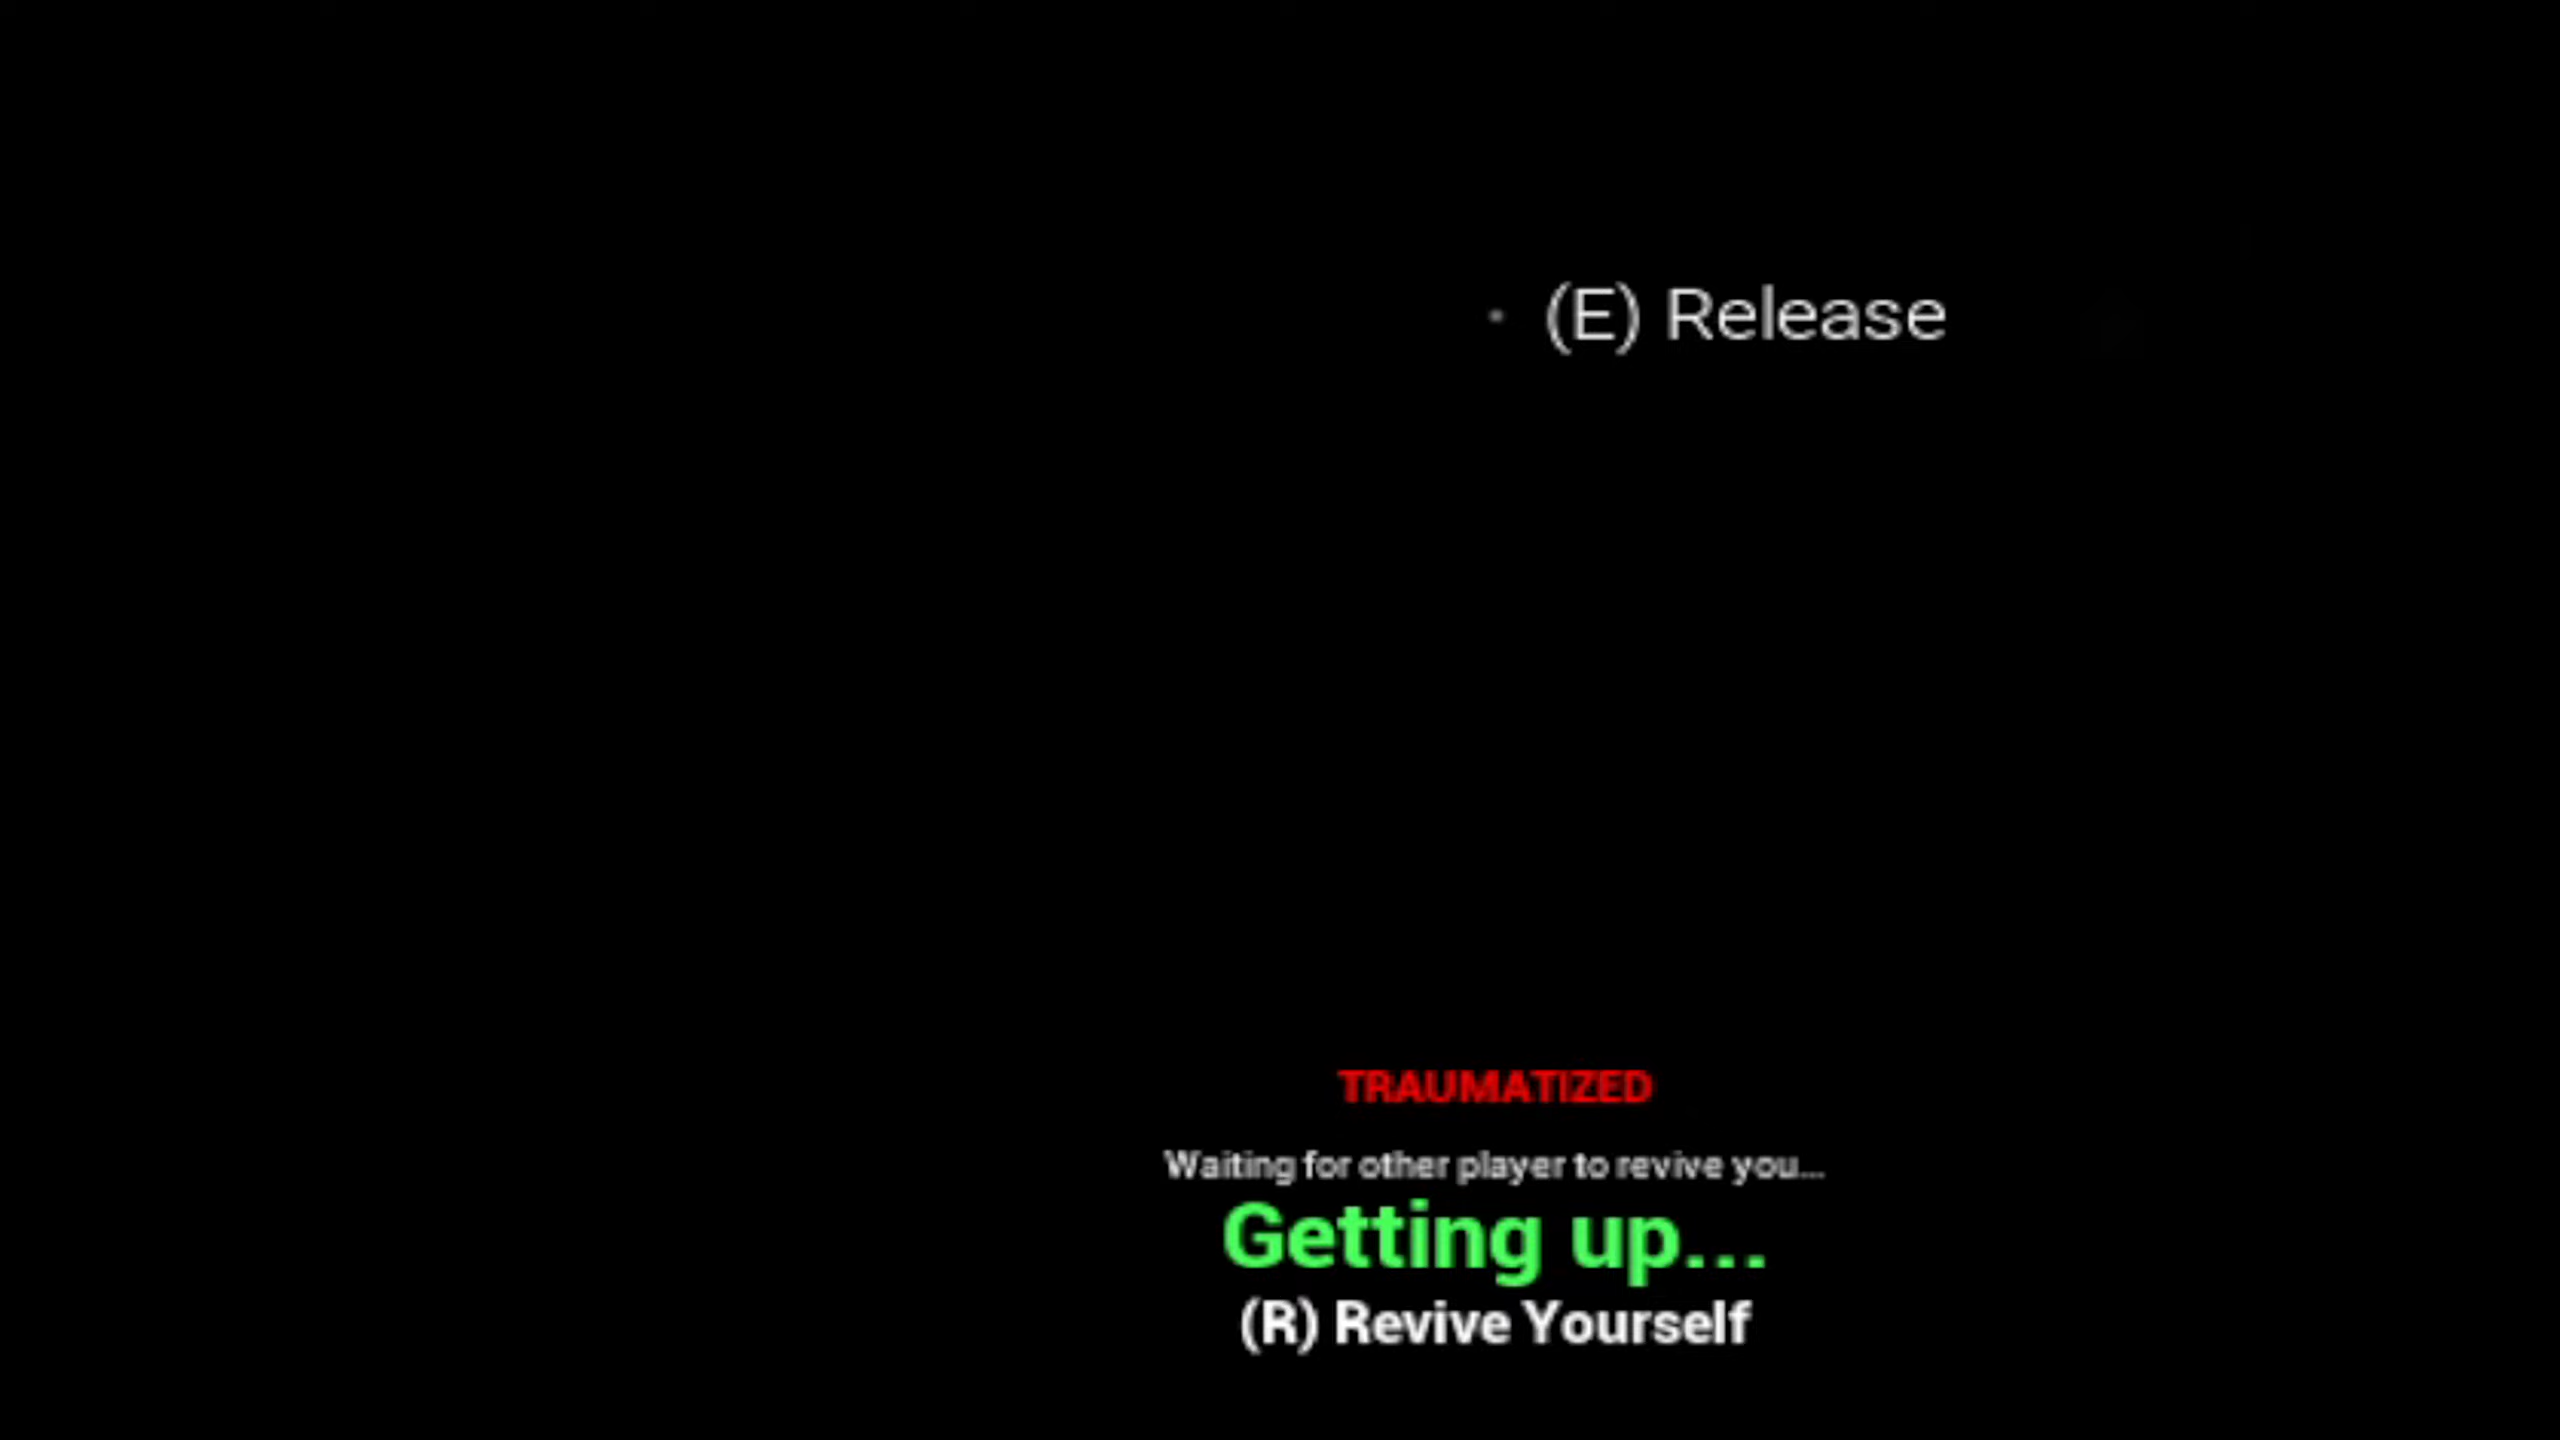 (E) Release
TRAUMATIZED
Waiting for other player to revive you...
Getting up...
(R) Revive Yourself